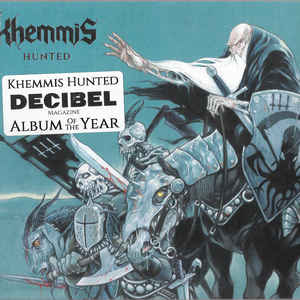 Khemmis
HUNTED
KHEMMIS HUNTED
DECIBEL
MAGAZINE
ALBUM OF THE YEAR